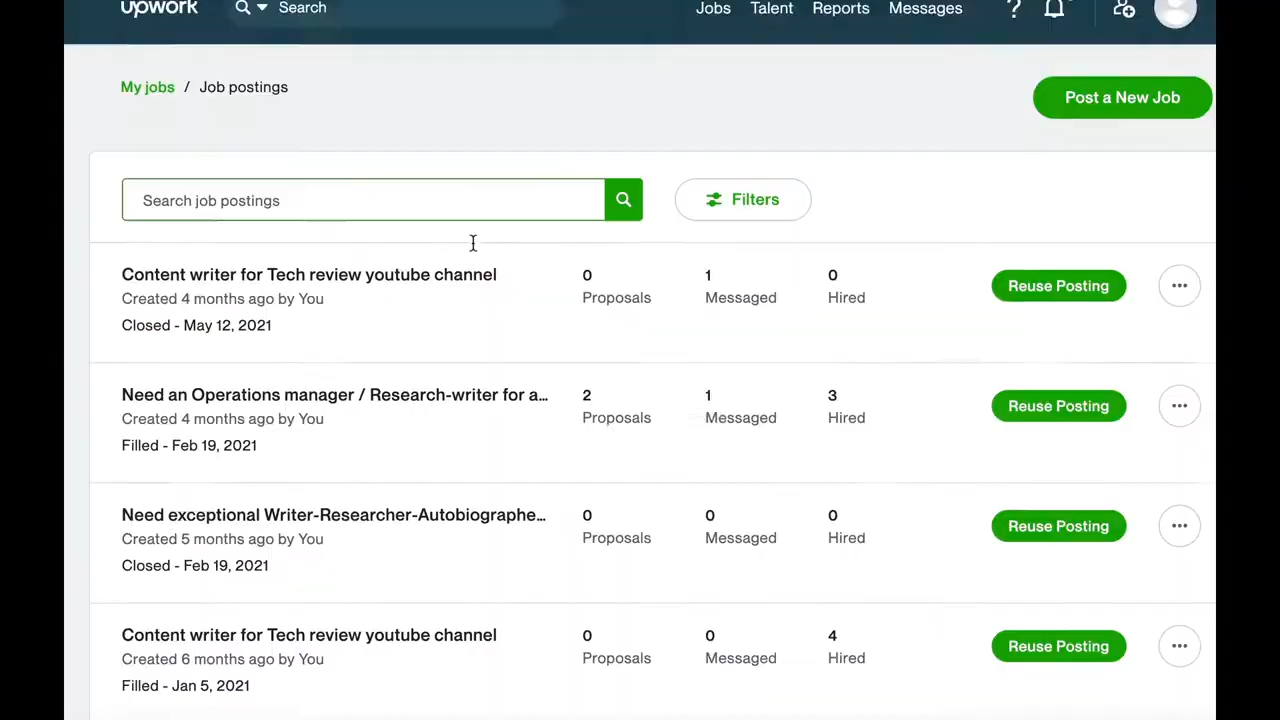 upwork Search Jobs Talent Reports Messages ?
My jobs / Job postings
Post a New Job
Search job postings Filters
Content writer for Tech review youtube channel 0 1 0 Reuse Posting
Created 4 months ago by You Proposals Messaged Hired
Closed - May 12, 2021
Need an Operations manager / Research-writer for a... 2 1 3 Reuse Posting
Created 4 months ago by You Proposals Messaged Hired
Filled - Feb 19, 2021
Need exceptional Writer-Researcher-Autobiographe... 0 0 0 Reuse Posting
Created 5 months ago by You Proposals Messaged Hired
Closed - Feb 19, 2021
Content writer for Tech review youtube channel 0 0 4 Reuse Posting
Created 6 months ago by You Proposals Messaged Hired
Filled - Jan 5, 2021